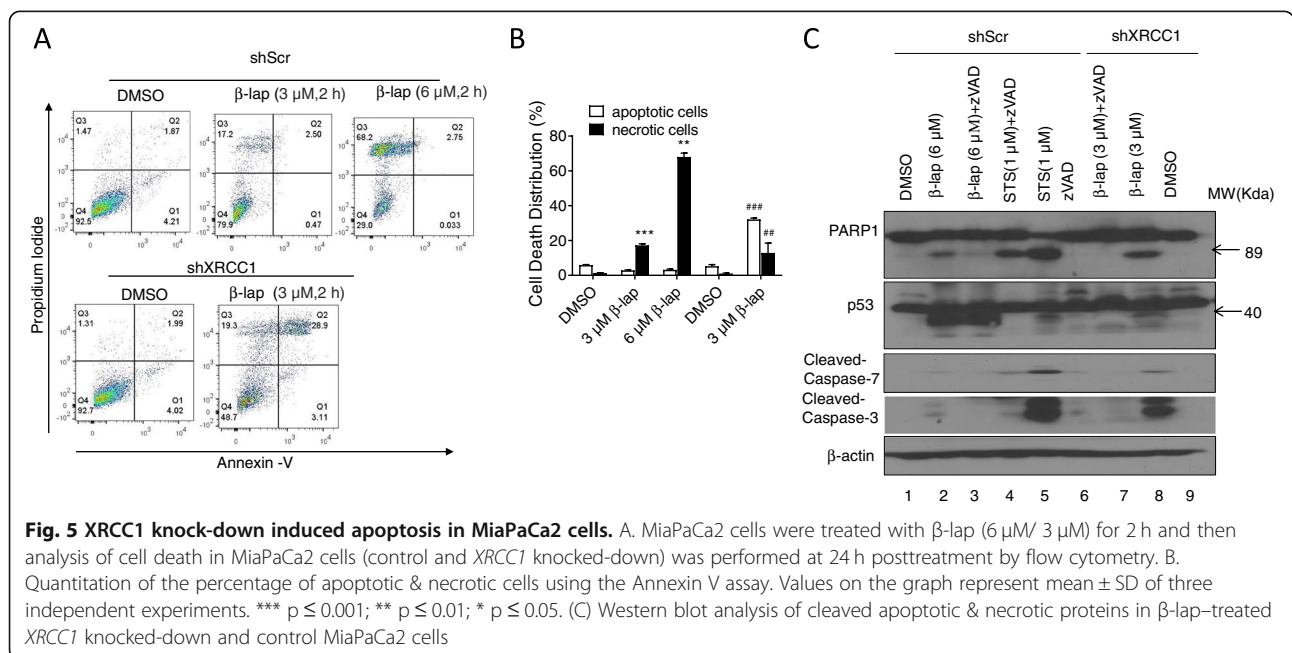 A
shScr
DMSO
β-lap (3 µM,2 h)
β-lap (6 µM,2 h)
Q3
1.47
Q2
1.87
Q4
92.5
Q1
4.21
Q3
17.2
Q2
2.50
Q4
79.9
Q1
0.47
Q3
68.2
Q2
2.75
Q4
29.0
Q1
0.033
shXRCC1
DMSO
β-lap (3 µM,2 h)
Q3
1.31
Q2
1.99
Q4
92.7
Q1
4.02
Q3
19.3
Q2
28.9
Q4
48.7
Q1
3.11
Propidium Iodide
Annexin -V
B
apoptotic cells
necrotic cells
Cell Death Distribution (%)
80
60
40
20
0
***
**
###
##
DMSO
3 µM β-lap
6 µM β-lap
DMSO
3 µM β-lap
C
shScr
shXRCC1
DMSO
β-lap (6 µM)
β-lap (6 µM)+zVAD
STS(1 µM)+zVAD
STS(1 µM)
zVAD
β-lap (3 µM)+zVAD
β-lap (3 µM)
DMSO
MW(Kda)
PARP1
89
p53
40
Cleaved-
Caspase-7
Cleaved-
Caspase-3
β-actin
1 2 3 4 5 6 7 8 9
Fig. 5 XRCC1 knock-down induced apoptosis in MiaPaCa2 cells. A. MiaPaCa2 cells were treated with β-lap (6 µM/ 3 µM) for 2 h and then
analysis of cell death in MiaPaCa2 cells (control and XRCC1 knocked-down) was performed at 24 h posttreatment by flow cytometry. B.
Quantitation of the percentage of apoptotic & necrotic cells using the Annexin V assay. Values on the graph represent mean ± SD of three
independent experiments. *** p ≤ 0.001; ** p ≤ 0.01; * p ≤ 0.05. (C) Western blot analysis of cleaved apoptotic & necrotic proteins in β-lap–treated
XRCC1 knocked-down and control MiaPaCa2 cells